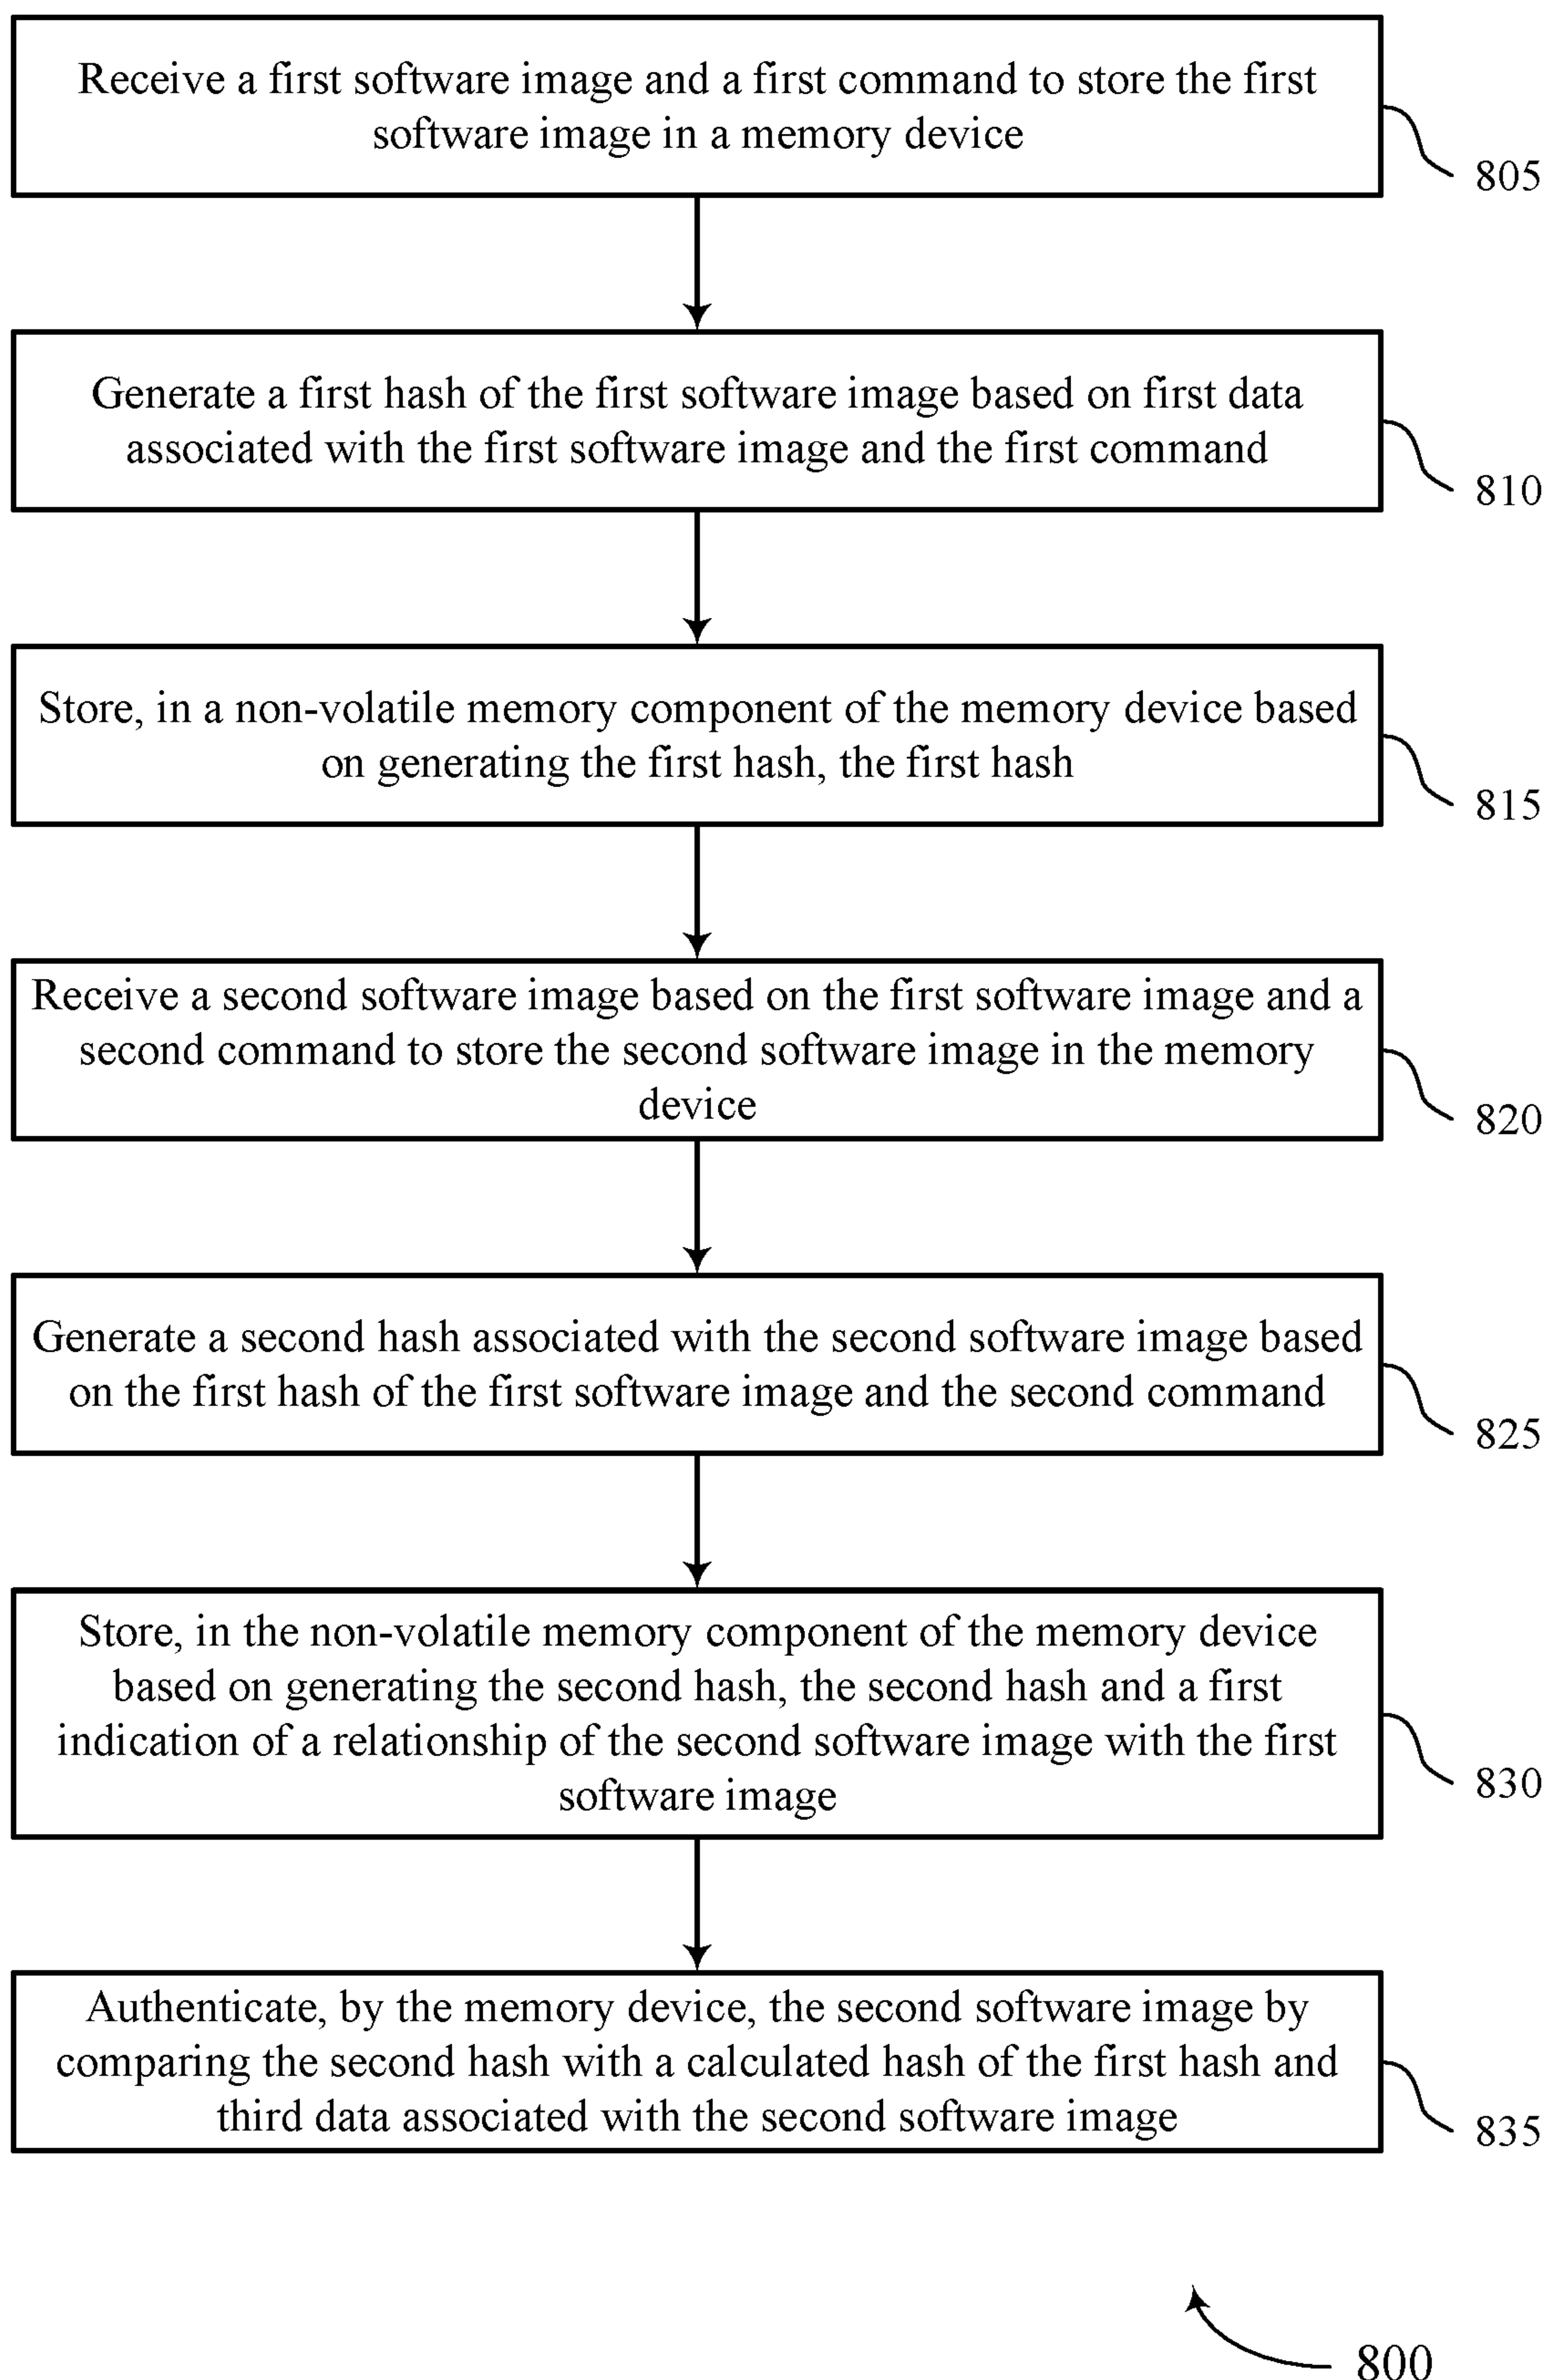 Receive a first software image and a first command to store the first
software image in a memory device
805
Generate a first hash of the first software image based on first data
associated with the first software image and the first command
810
Store, in a non-volatile memory component of the memory device based
on generating the first hash, the first hash
815
Receive a second software image based on the first software image and a
second command to store the second software image in the memory
device
820
Generate a second hash associated with the second software image based
on the first hash of the first software image and the second command
825
Store, in the non-volatile memory component of the memory device
based on generating the second hash, the second hash and a first
indication of a relationship of the second software image with the first
software image
830
Authenticate, by the memory device, the second software image by
comparing the second hash with a calculated hash of the first hash and
third data associated with the second software image
835
800